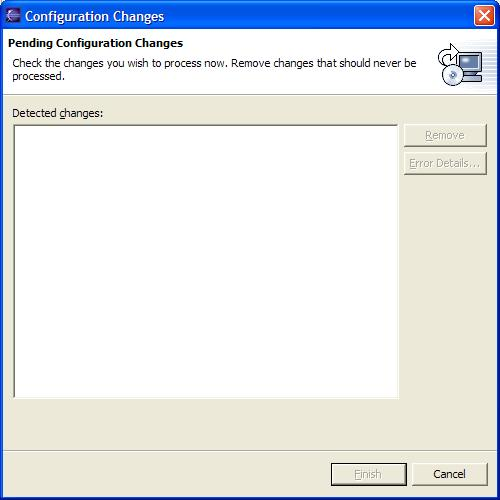 Configuration Changes
Pending Configuration Changes
Check the changes you wish to process now. Remove changes that should never be
processed.
Detected changes:
Remove
Error Details...
Finish
Cancel